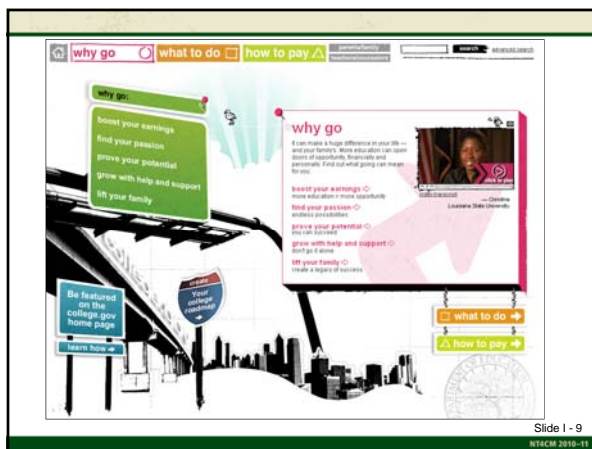 why go
what to do
how to pay
parents/family
teachers/counselors
search
advanced search
why go:
boost your earnings
find your passion
prove your potential
grow with help and support
lift your family
why go
It can make a huge difference in your life —
and your family's. More education can open
doors of opportunity, financially and
personally. Find out what going can mean
for you:
boost your earnings
more education = more opportunity
find your passion
endless possibilities
prove your potential
you can succeed
grow with help and support
don't go it alone
lift your family
create a legacy of success
click to play
— Christina
Louisiana State University
Be featured
on the
college.gov
home page
learn how
create
Your
college
roadmap
what to do
how to pay
Slide I - 9
NT4CM 2010–11